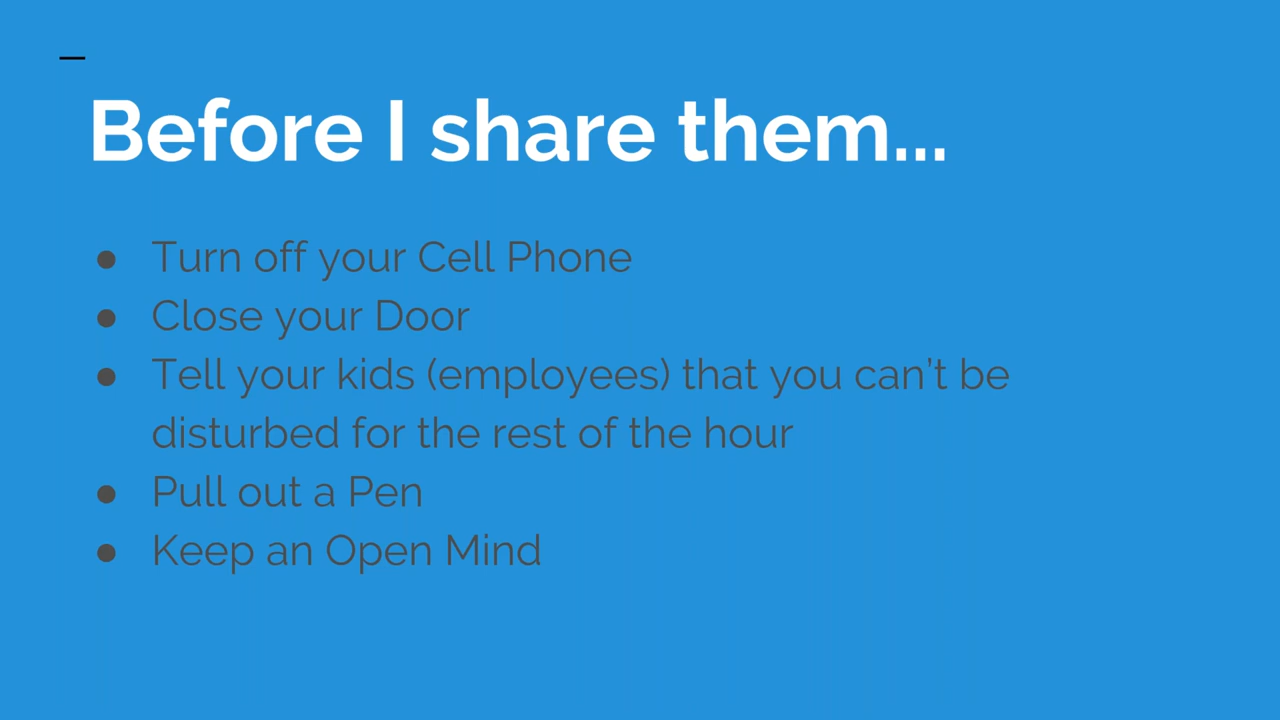 Before I share them...
● Turn off your Cell Phone
● Close your Door
● Tell your kids (employees) that you can’t be
disturbed for the rest of the hour
● Pull out a Pen
● Keep an Open Mind